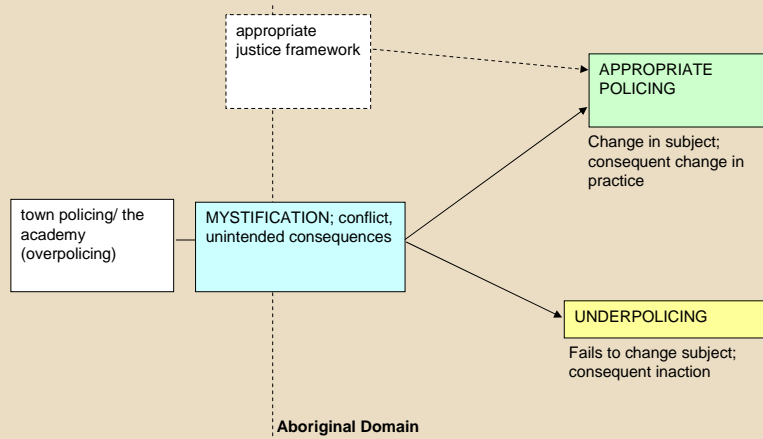 appropriate
justice framework
APPROPRIATE
POLICING
Change in subject;
consequent change in
practice
town policing/ the
academy
(overpolicing)
MYSTIFICATION; conflict,
unintended consequences
UNDERPOLICING
Fails to change subject;
consequent inaction
Aboriginal Domain